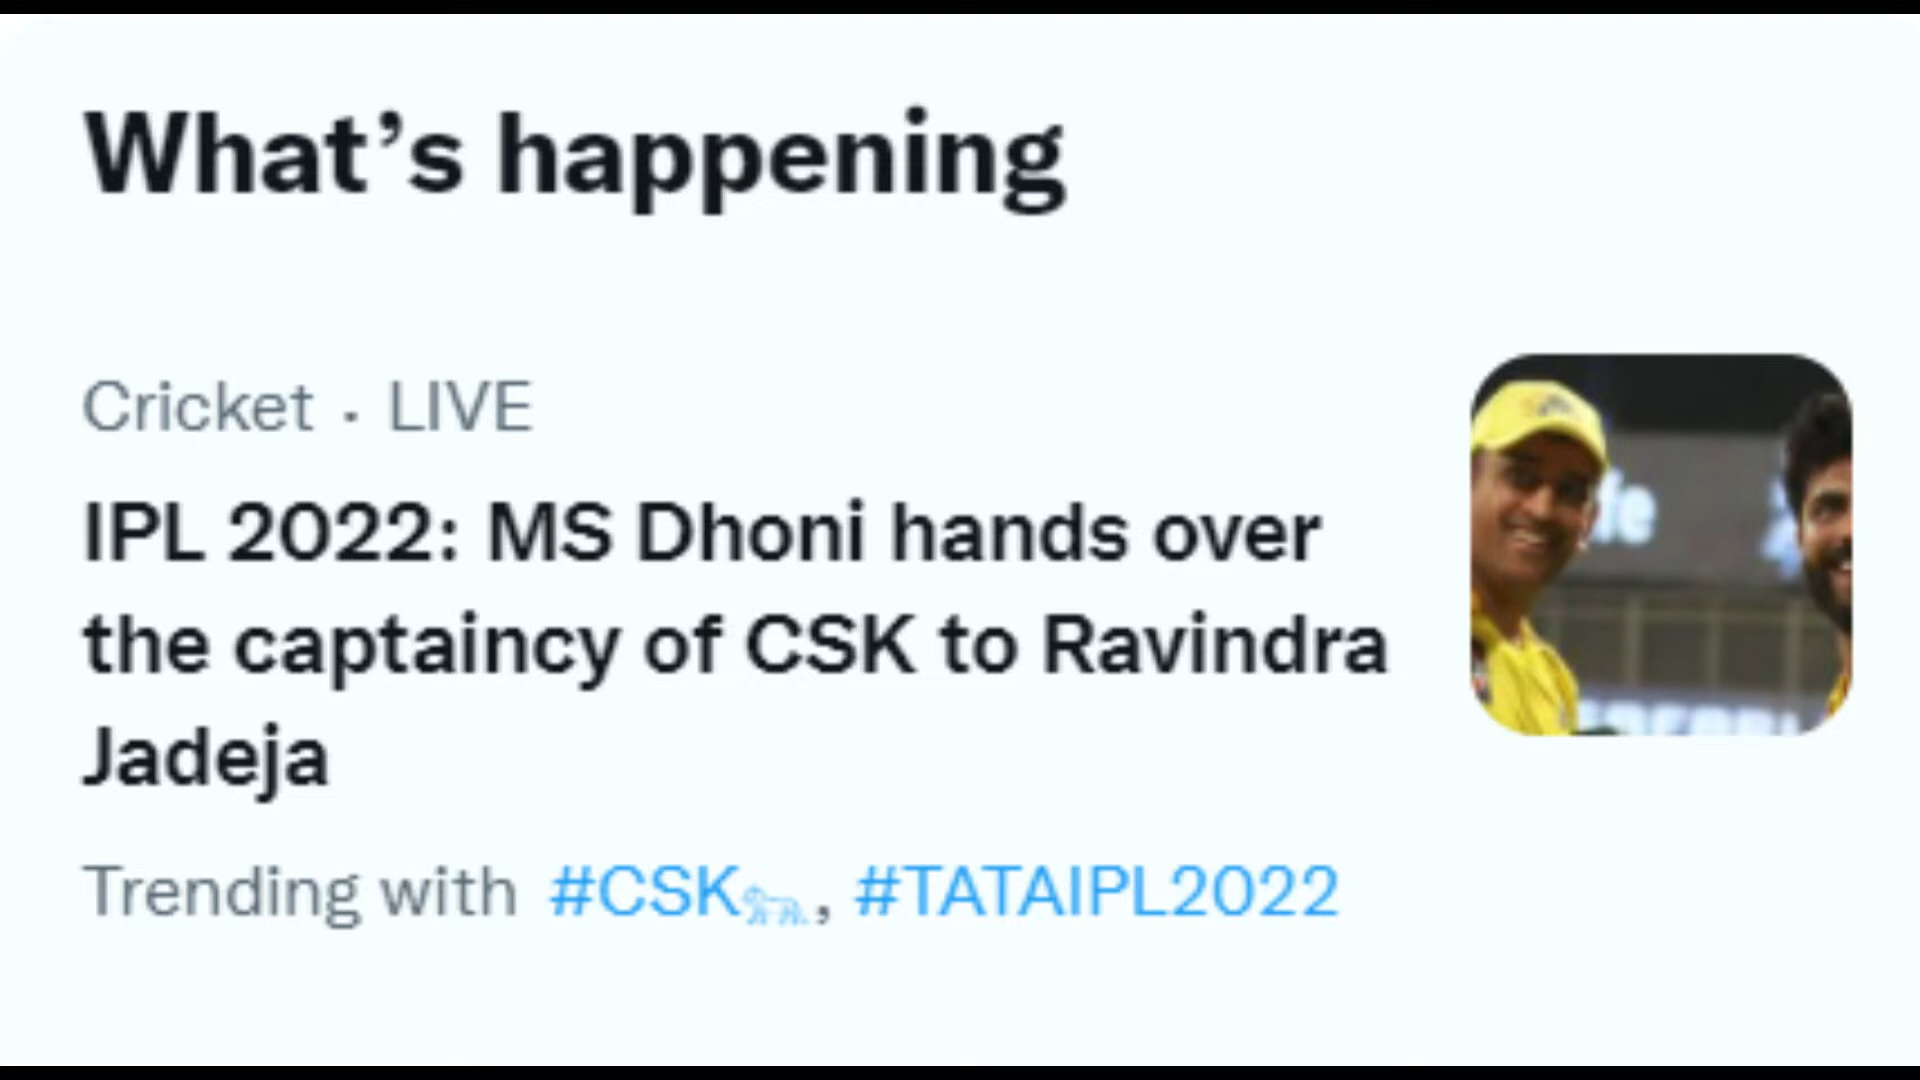 What’s happening
Cricket · LIVE
IPL 2022: MS Dhoni hands over
the captaincy of CSK to Ravindra
Jadeja
Trending with #CSK, #TATAIPL2022